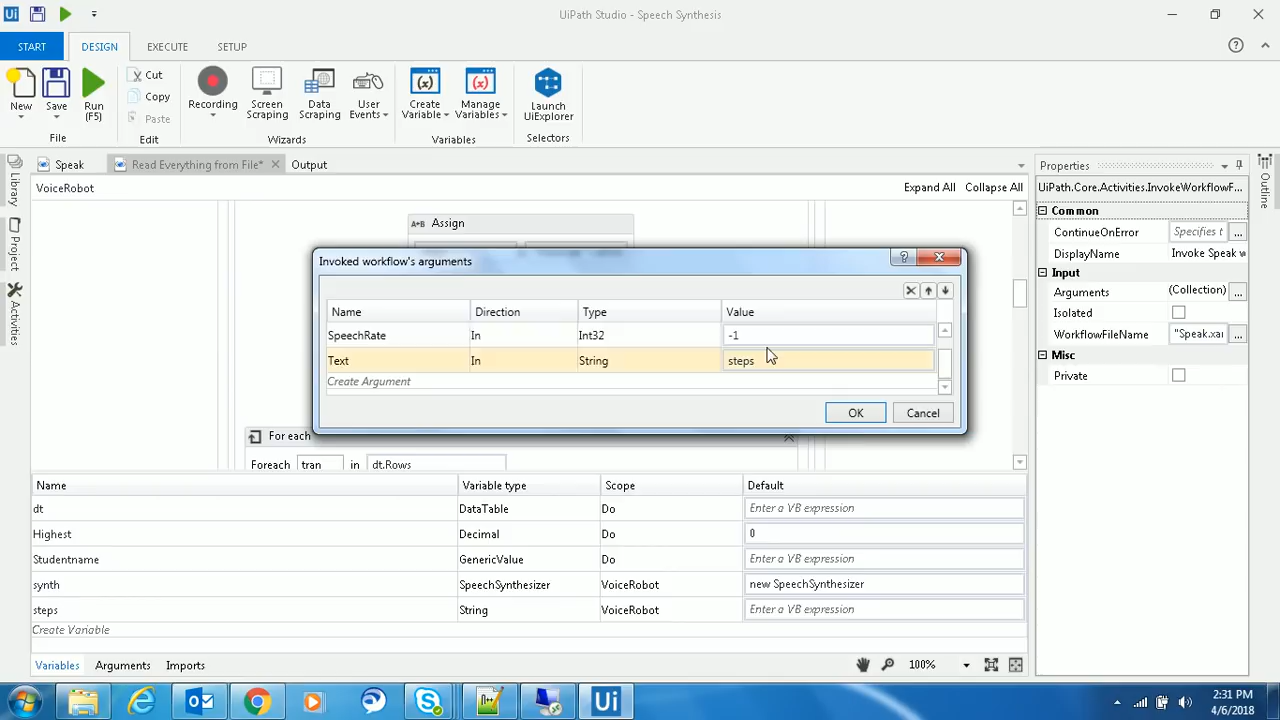 Ui
UiPath Studio - Speech Synthesis
START DESIGN EXECUTE SETUP
New Save Run (F5) Cut Copy Paste Recording Screen Scraping Data Scraping User Events Create Variable Manage Variables Launch UiExplorer
File Edit Wizards Variables Selectors
Speak Read Everything from File* Output
VoiceRobot Expand All Collapse All
A+B Assign
Invoked workflow's arguments
Name Direction Type Value
SpeechRate In Int32 -1
Text In String steps
Create Argument
OK Cancel
For each
Foreach tran in dt.Rows
Name Variable type Scope Default
dt DataTable Do Enter a VB expression
Highest Decimal Do 0
Studentname GenericValue Do Enter a VB expression
synth SpeechSynthesizer VoiceRobot new SpeechSynthesizer
steps String VoiceRobot Enter a VB expression
Create Variable
Variables Arguments Imports 100%
Library
Project
Activities
Properties
UiPath.Core.Activities.InvokeWorkflowF...
Common
ContinueOnError Specifies t ...
DisplayName Invoke Speak w
Input
Arguments (Collection) ...
Isolated
WorkflowFileName "Speak.xar ...
Misc
Private
Outline
Ui
2:31 PM
4/6/2018